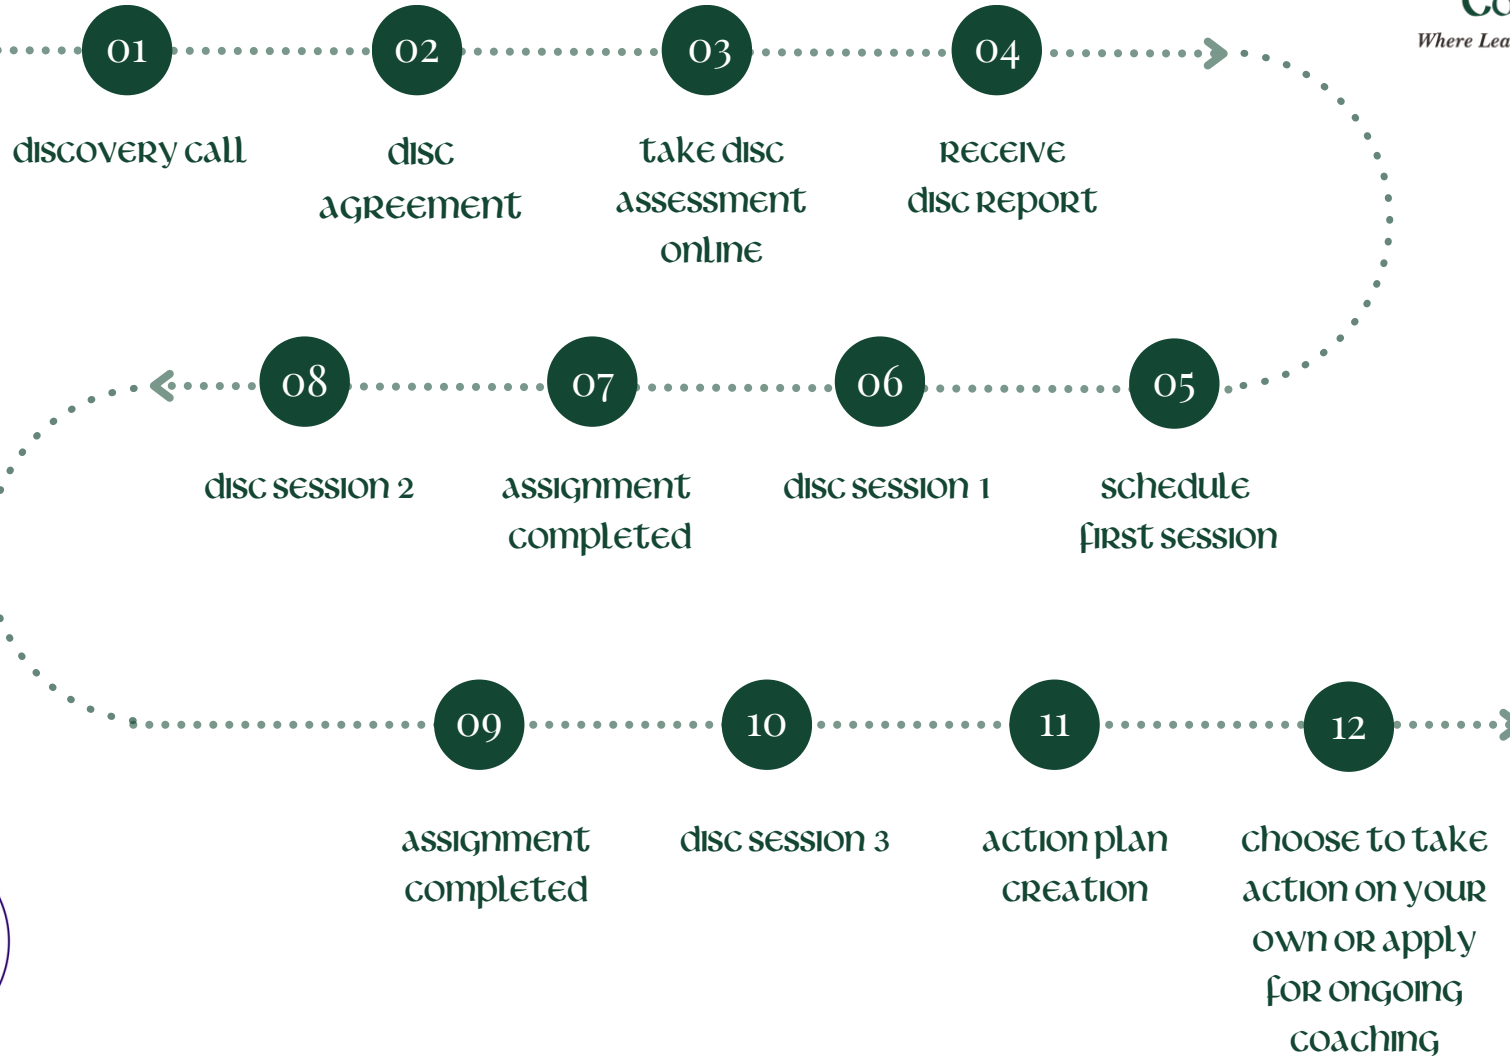 01
02
03
04
Where
discovery call
disc
agreement
take disc
assessment
online
receive
disc report
08
07
06
05
disc session 2
assignment
completed
disc session 1
schedule
first session
09
10
11
12
assignment
completed
disc session 3
action plan
creation
choose to take
action on your
own or apply
for ongoing
coaching